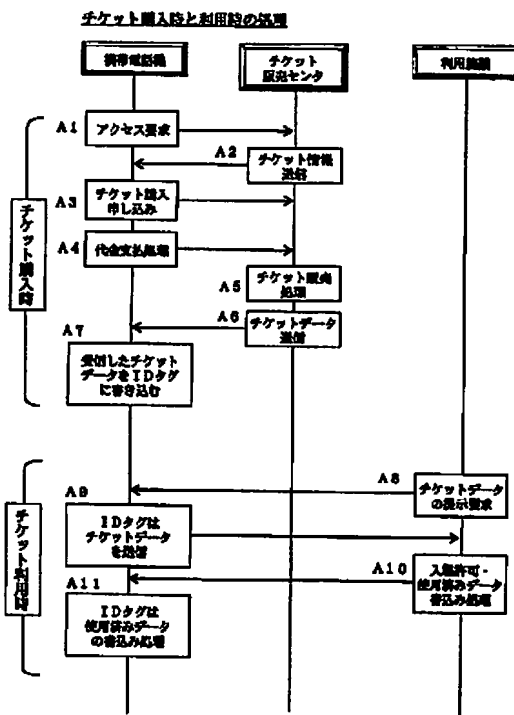 チケット購入時と利用時の処理
携帯電話機
チケット
販売センタ
利用施設
A1
アクセス要求
A2
チケット情報
送信
A3
チケット購入
申し込み
A4
代金支払処理
A5
チケット販売
処理
A6
チケットデータ
送信
A7
受信したチケット
データをIDタグ
に書き込む
チケット購入時
A8
チケットデータ
の提示要求
A9
IDタグは
チケットデータ
を送信
A10
入場許可・
使用済みデータ
書込み処理
A11
IDタグは
使用済みデータ
の書込み処理
チケット利用時